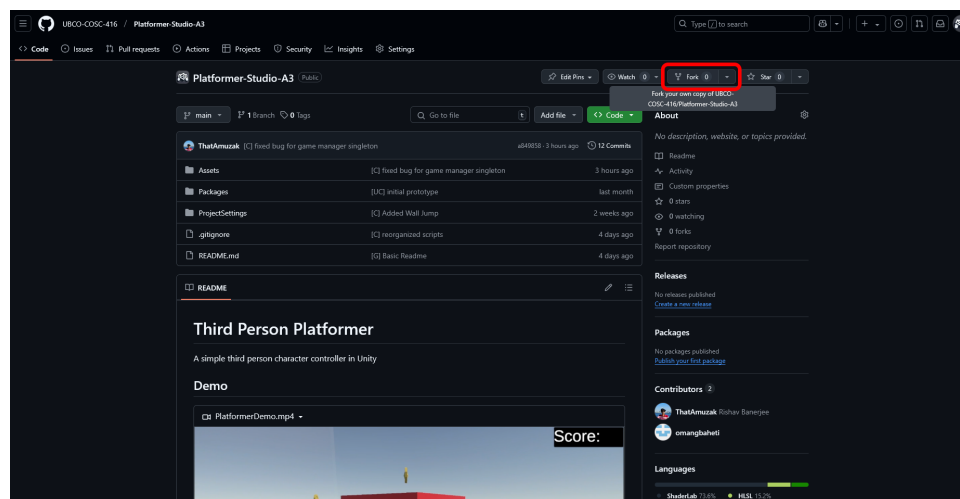 UBCO-COSC-416 / Platformer-Studio-A3
Type / to search
Code Issues Pull requests Actions Projects Security Insights Settings
Platformer-Studio-A3 Public
Edit Pins Watch 0 Fork 0 Star 0
Fork your own copy of UBCO-
COSC-416/Platformer-Studio-A3
main 1 Branch 0 Tags Go to file t Add file Code
ThatAmuzak [C] fixed bug for game manager singleton a849858 · 3 hours ago 12 Commits
Assets [C] fixed bug for game manager singleton 3 hours ago
Packages [UC] initial prototype last month
ProjectSettings [C] Added Wall Jump 2 weeks ago
.gitignore [C] reorganized scripts 4 days ago
README.md [G] Basic Readme 4 days ago
README
Third Person Platformer
A simple third person character controller in Unity
Demo
PlatformerDemo.mp4
Score:
About
No description, website, or topics provided.
Readme
Activity
Custom properties
0 stars
0 watching
0 forks
Report repository
Releases
No releases published
Create a new release
Packages
No packages published
Publish your first package
Contributors 2
ThatAmuzak Rishav Banerjee
omangbaheti
Languages
ShaderLab 73.6% HLSL 15.2%